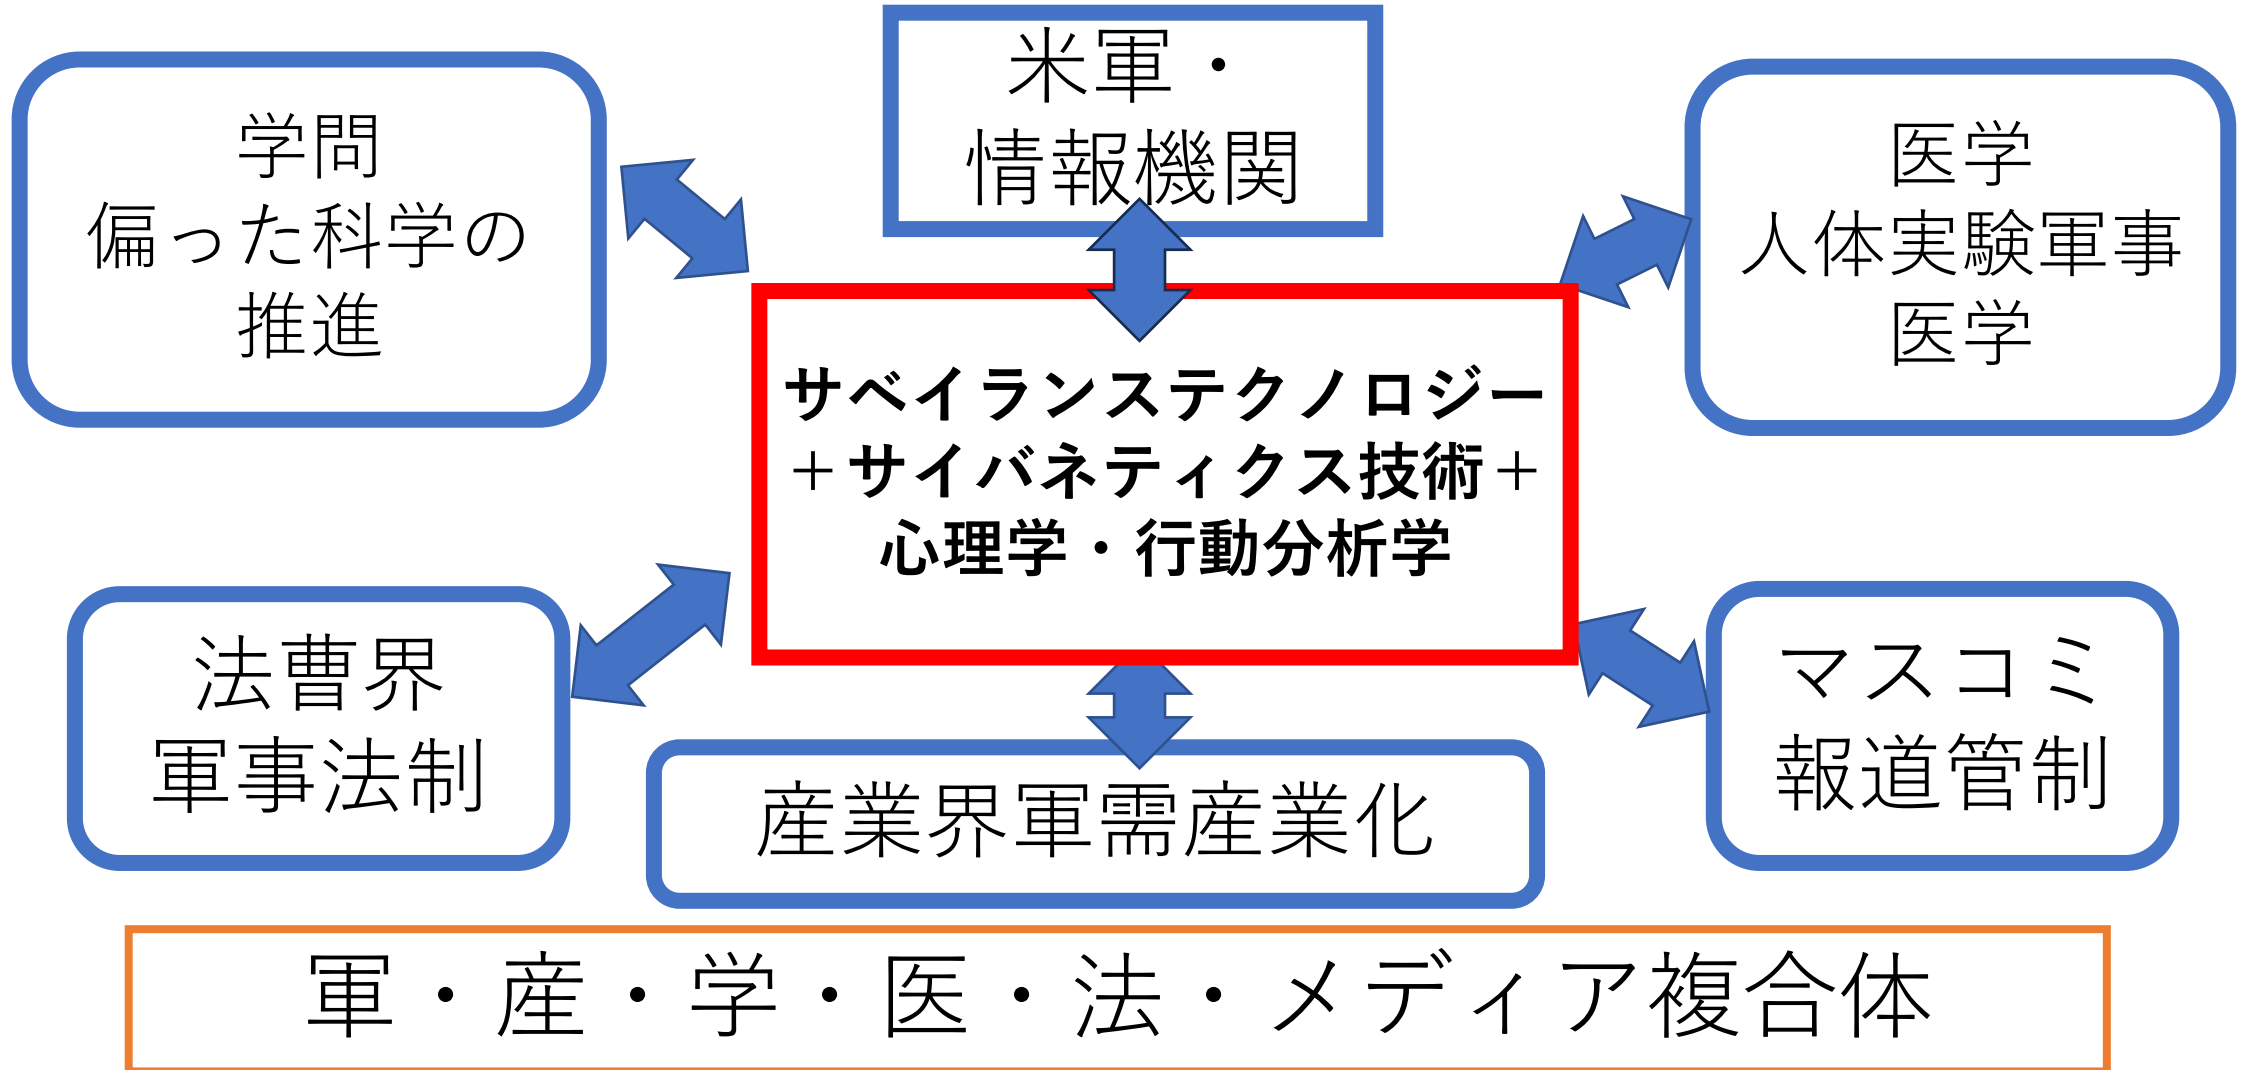 米軍・
情報機関
学問
偏った科学の
推進
医学
人体実験軍事
医学
サベイランステクノロジー
＋サイバネティクス技術＋
心理学・行動分析学
法曹界
軍事法制
マスコミ
報道管制
産業界軍需産業化
軍・産・学・医・法・メディア複合体